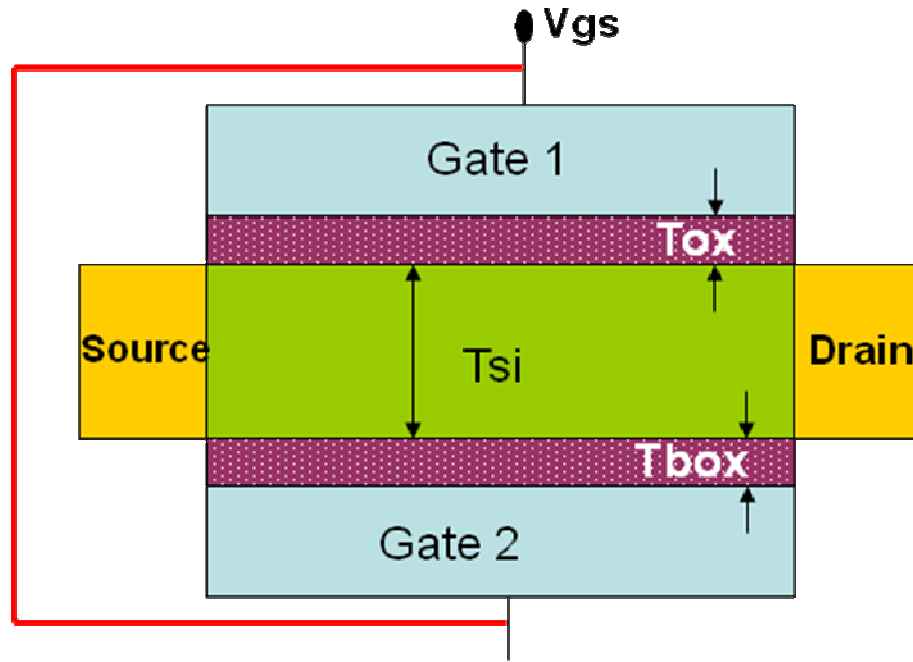 Vgs
Gate 1
Tox
Source
Tsi
Drain
Tbox
Gate 2